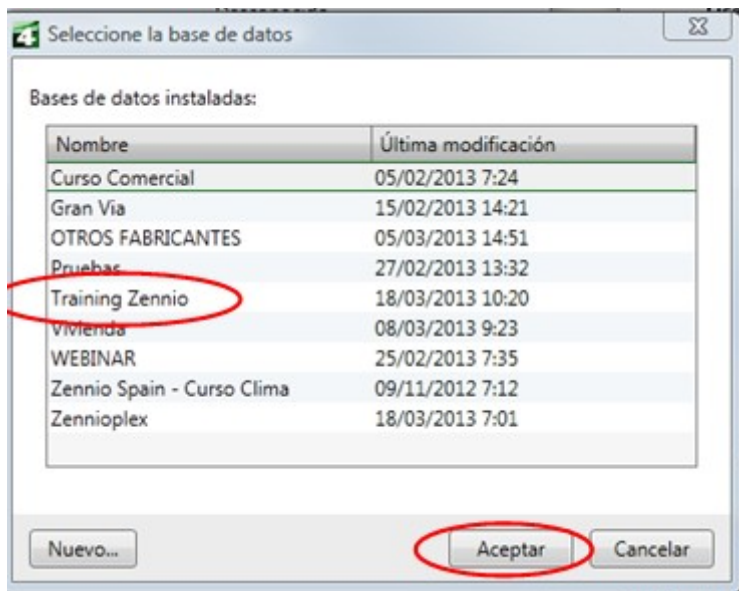 Seleccione la base de datos
Bases de datos instaladas:
Nombre Última modificación
Curso Comercial 05/02/2013 7:24
Gran Via 15/02/2013 14:21
OTROS FABRICANTES 05/03/2013 14:51
Pruebas 27/02/2013 13:32
Training Zennio 18/03/2013 10:20
Vivienda 08/03/2013 9:23
WEBINAR 25/02/2013 7:35
Zennio Spain - Curso Clima 09/11/2012 7:12
Zennioplex 18/03/2013 7:01
Nuevo... Aceptar Cancelar